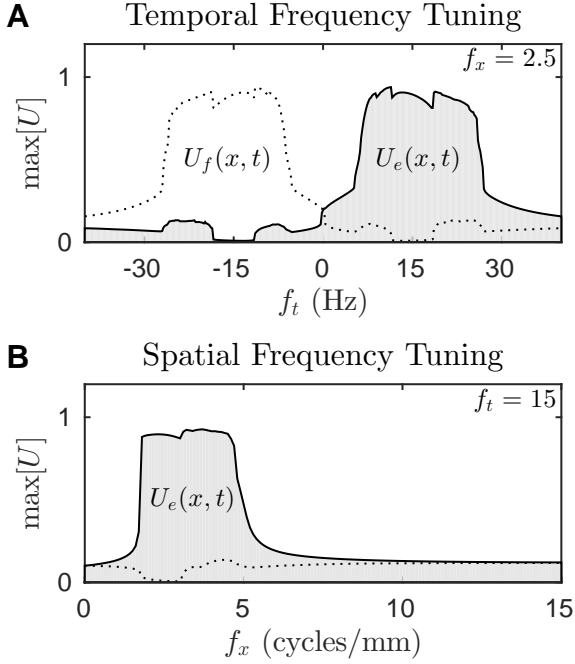 A
Temporal Frequency Tuning
f_x = 2.5
max[U]
1
0
U_f(x, t)
U_e(x, t)
-30 -15 0 15 30
f_t (Hz)
B
Spatial Frequency Tuning
f_t = 15
max[U]
1
0
U_e(x, t)
0 5 10 15
f_x (cycles/mm)